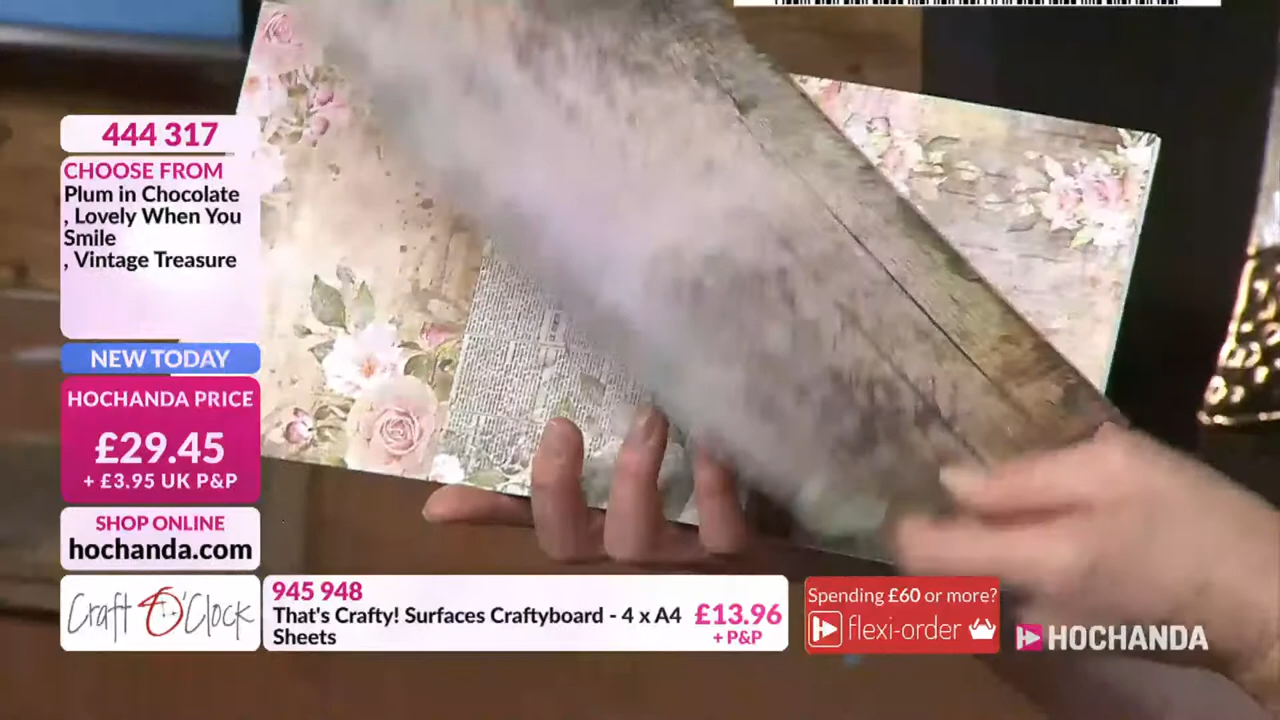 444 317
CHOOSE FROM
Plum in Chocolate
, Lovely When You
Smile
, Vintage Treasure
NEW TODAY
HOCHANDA PRICE
£29.45
+ £3.95 UK P&P
SHOP ONLINE
hochanda.com
Craft O'Clock
945 948
That's Crafty! Surfaces Craftyboard - 4 x A4
Sheets
£13.96
+ P&P
Spending £60 or more?
flexi-order
HOCHANDA